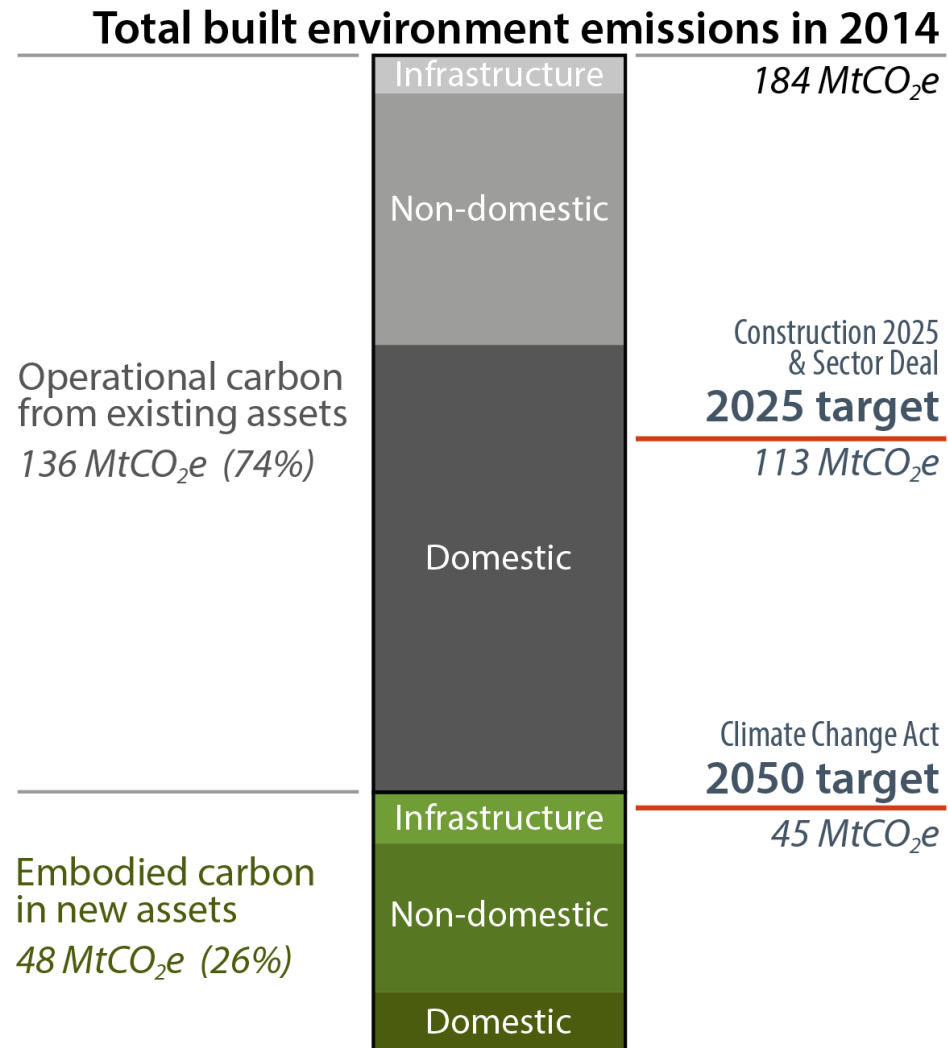 Total built environment emissions in 2014
Infrastructure
184 MtCO₂e
Non-domestic
Construction 2025
& Sector Deal
2025 target
113 MtCO₂e
Operational carbon
from existing assets
136 MtCO₂e (74%)
Domestic
Climate Change Act
2050 target
45 MtCO₂e
Infrastructure
Embodied carbon
in new assets
48 MtCO₂e (26%)
Non-domestic
Domestic